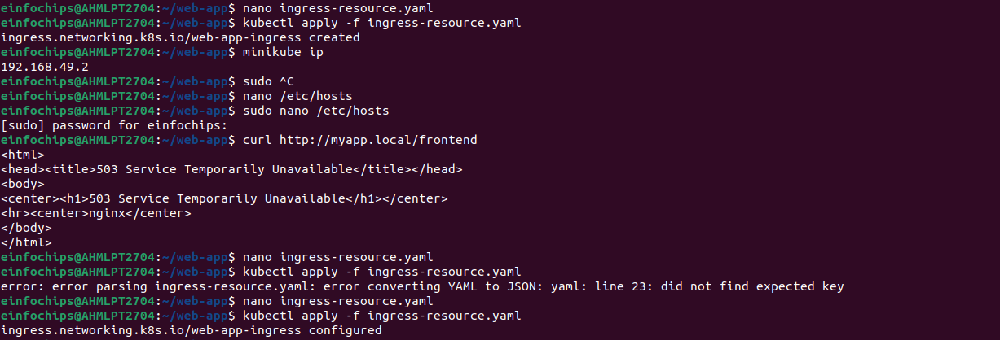 einfochips@AHMLPT2704:~/web-app$ nano ingress-resource.yaml
einfochips@AHMLPT2704:~/web-app$ kubectl apply -f ingress-resource.yaml
ingress.networking.k8s.io/web-app-ingress created
einfochips@AHMLPT2704:~/web-app$ minikube ip
192.168.49.2
einfochips@AHMLPT2704:~/web-app$ sudo ^C
einfochips@AHMLPT2704:~/web-app$ nano /etc/hosts
einfochips@AHMLPT2704:~/web-app$ sudo nano /etc/hosts
[sudo] password for einfochips:
einfochips@AHMLPT2704:~/web-app$ curl http://myapp.local/frontend
<html>
<head><title>503 Service Temporarily Unavailable</title></head>
<body>
<center><h1>503 Service Temporarily Unavailable</h1></center>
<hr><center>nginx</center>
</body>
</html>
einfochips@AHMLPT2704:~/web-app$ nano ingress-resource.yaml
einfochips@AHMLPT2704:~/web-app$ kubectl apply -f ingress-resource.yaml
error: error parsing ingress-resource.yaml: error converting YAML to JSON: yaml: line 23: did not find expected key
einfochips@AHMLPT2704:~/web-app$ nano ingress-resource.yaml
einfochips@AHMLPT2704:~/web-app$ kubectl apply -f ingress-resource.yaml
ingress.networking.k8s.io/web-app-ingress configured